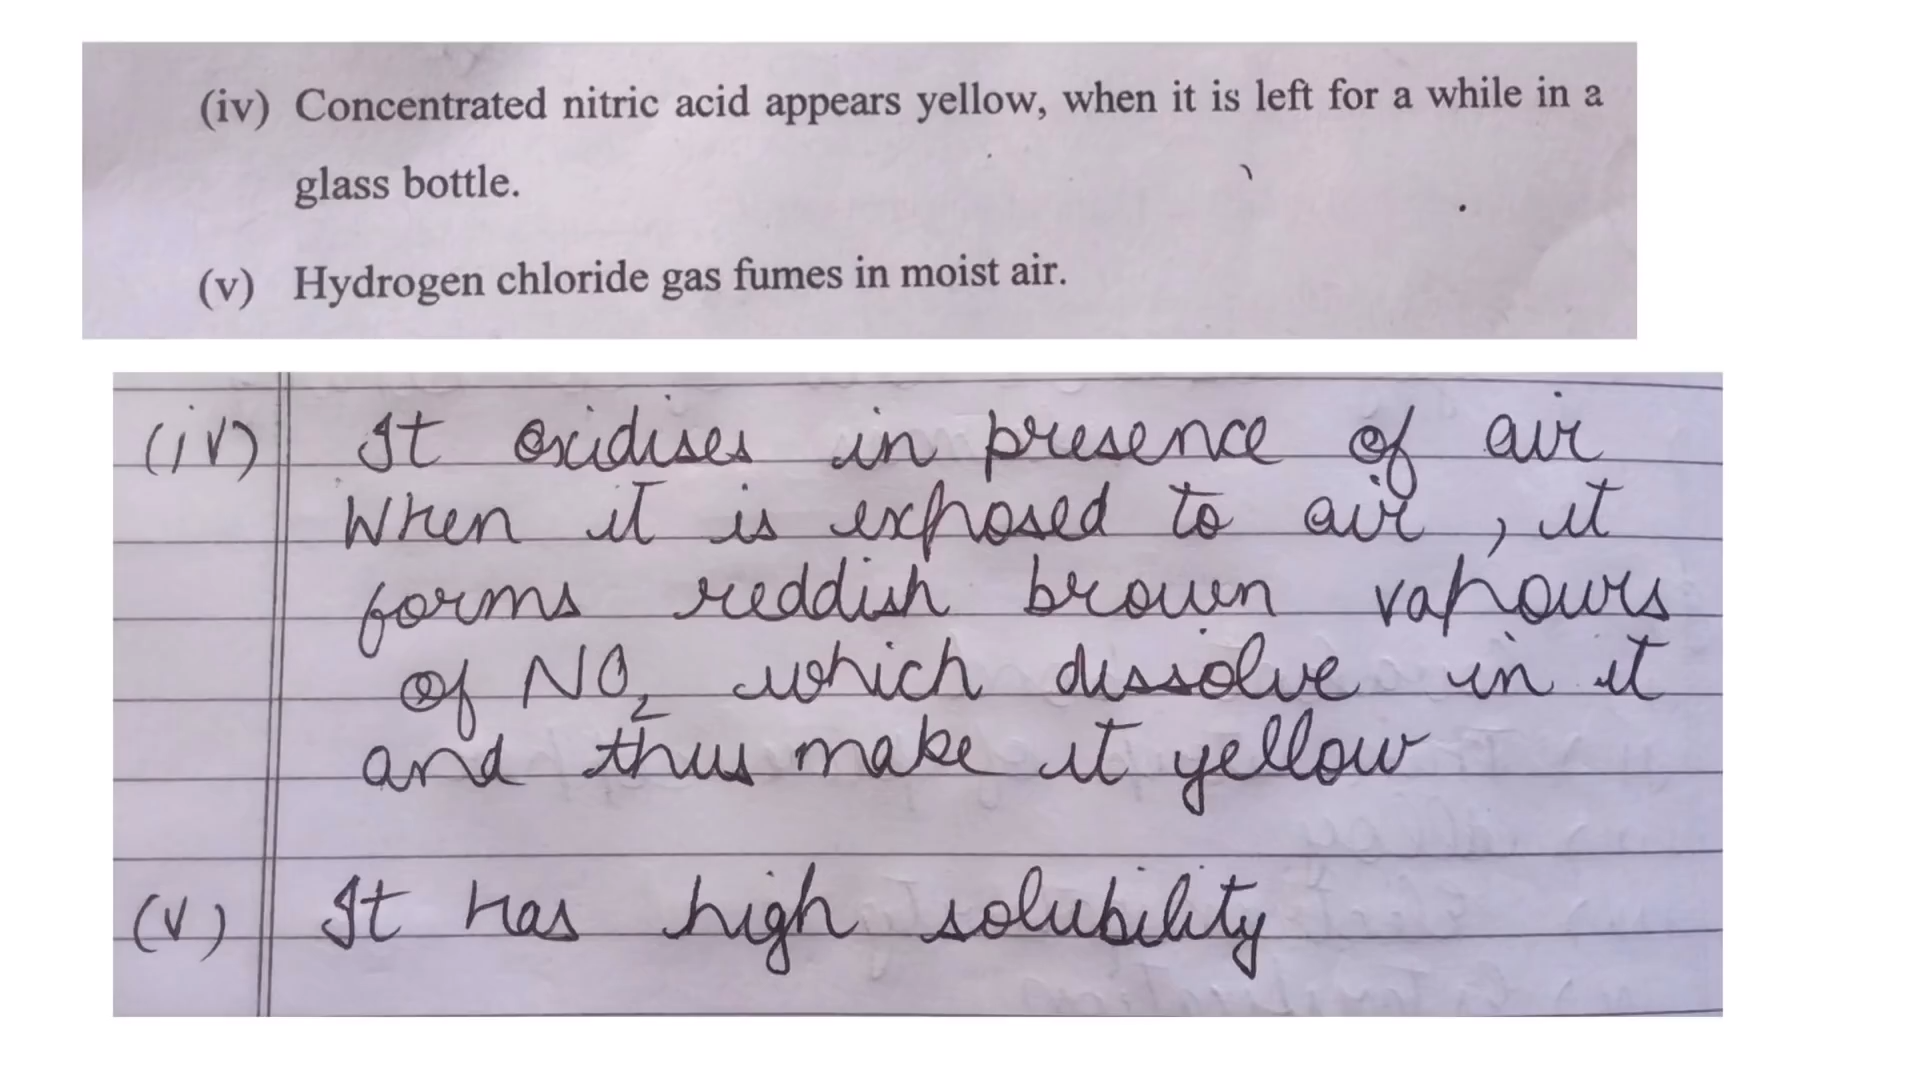 (iv) Concentrated nitric acid appears yellow, when it is left for a while in a
glass bottle.
(v) Hydrogen chloride gas fumes in moist air.
(iv) It oxidises in presence of air
When it is exposed to air, it
forms reddish brown vapours
of NO₂ which dissolve in it
and thus make it yellow
(v) It has high solubility